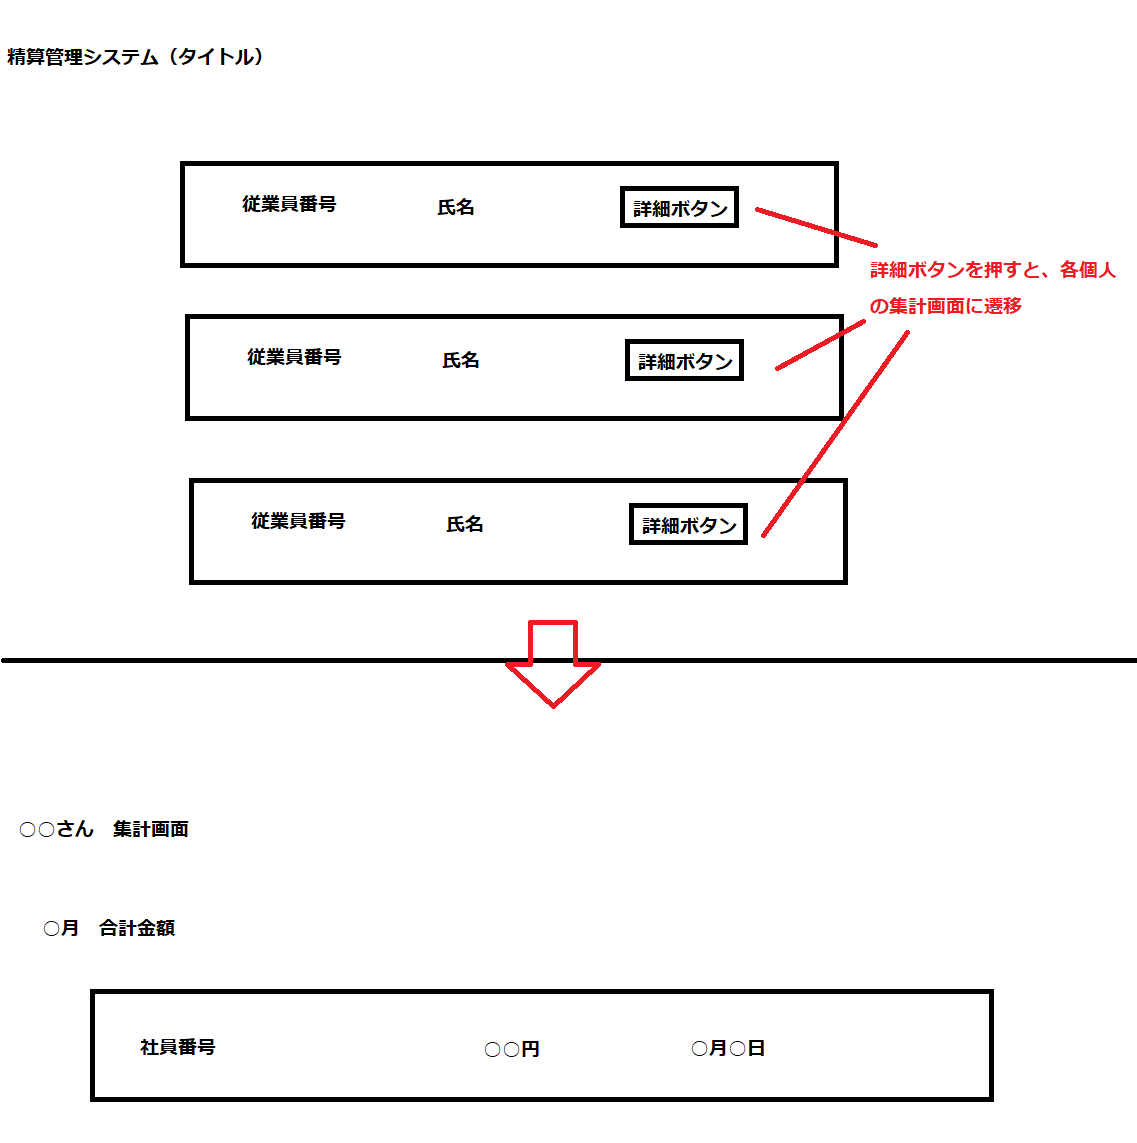 精算管理システム（タイトル）
従業員番号 氏名 詳細ボタン
詳細ボタンを押すと、各個人
の集計画面に遷移
従業員番号 氏名 詳細ボタン
従業員番号 氏名 詳細ボタン
○○さん　集計画面
○月　合計金額
社員番号 ○○円 ○月○日